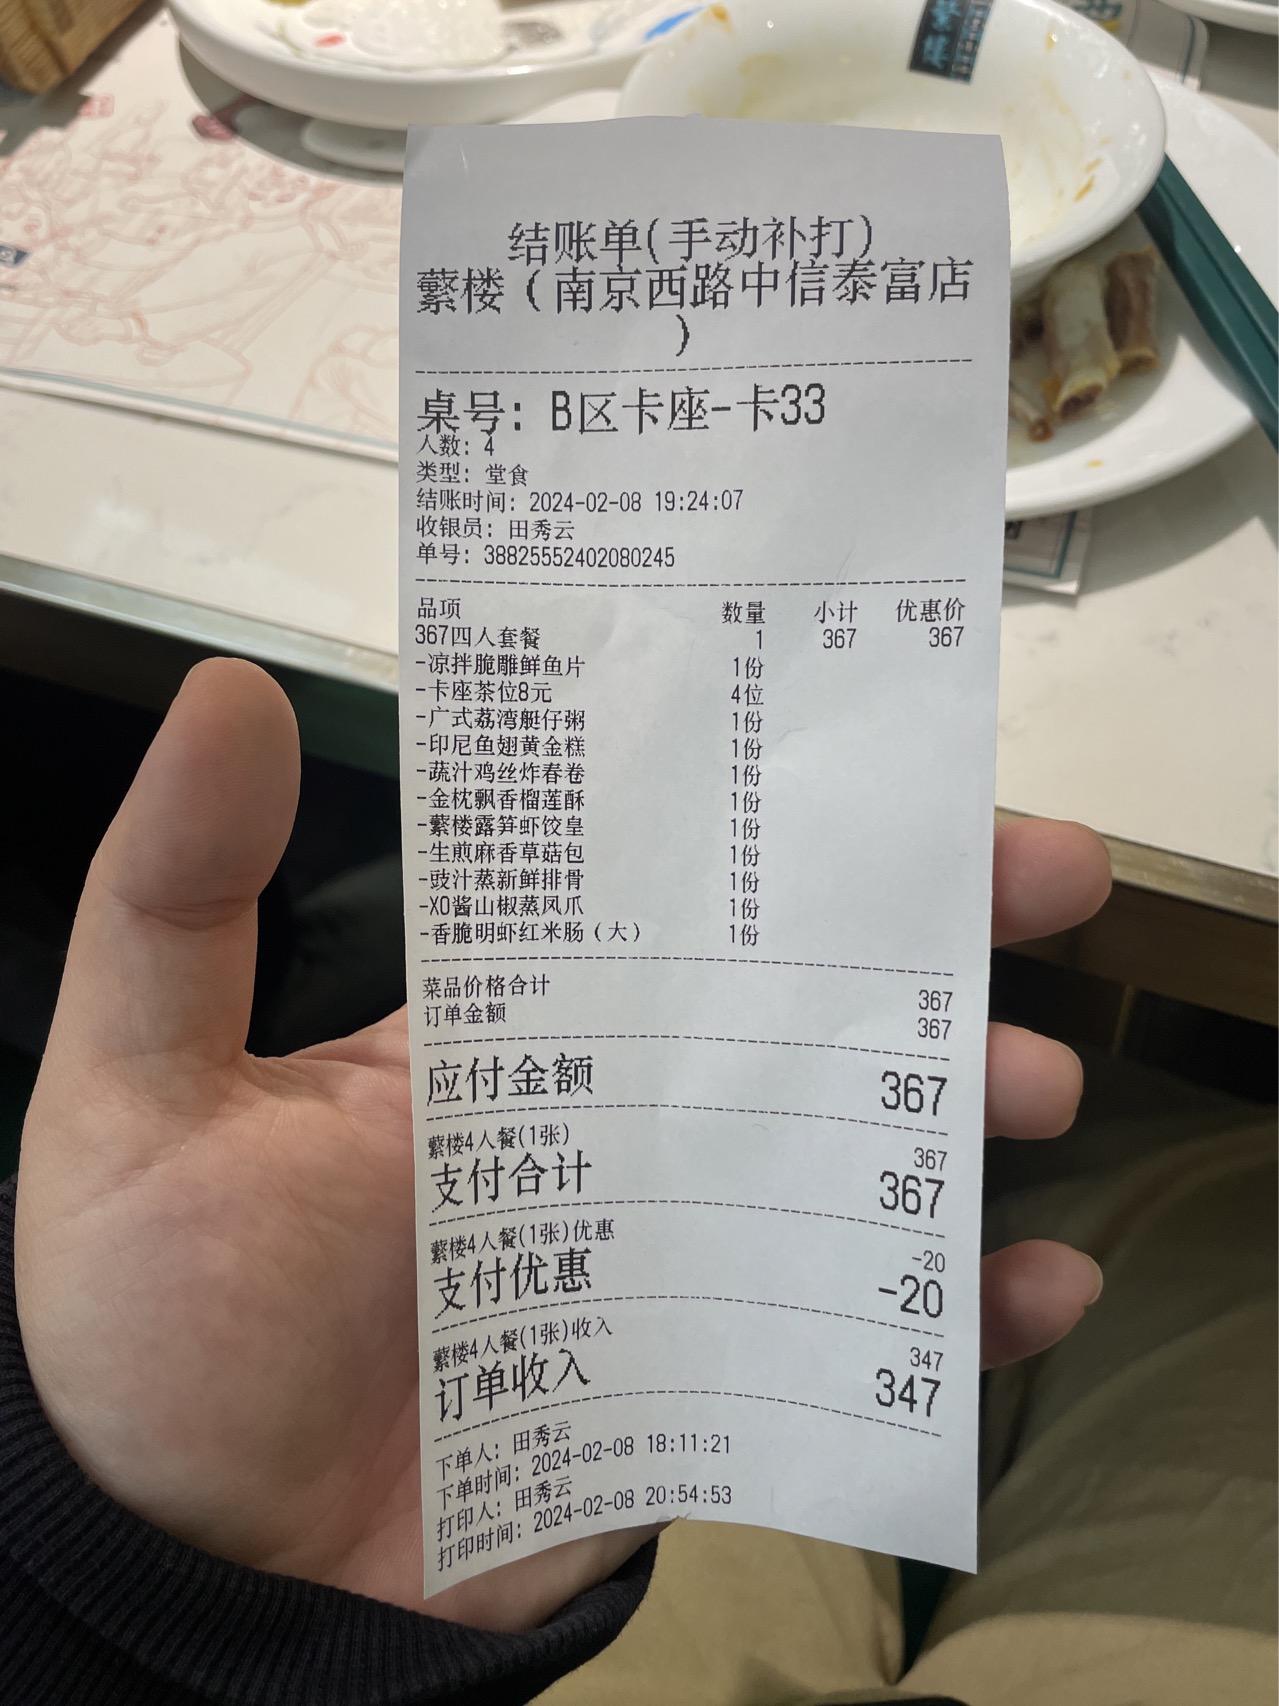 结账单(手动补打)
蘩楼（南京西路中信泰富店
）
桌号: B区卡座-卡33
人数: 4
类型: 堂食
结账时间: 2024-02-08 19:24:07
收银员: 田秀云
单号: 38825552402080245
品项 数量 小计 优惠价
367四人套餐 1 367 367
-凉拌脆雕鲜鱼片 1份
-卡座茶位8元 4位
-广式荔湾艇仔粥 1份
-印尼鱼翅黄金糕 1份
-蔬汁鸡丝炸春卷 1份
-金枕飘香榴莲酥 1份
-蘩楼露笋虾饺皇 1份
-生煎麻香草菇包 1份
-豉汁蒸新鲜排骨 1份
-XO酱山椒蒸凤爪 1份
-香脆明虾红米肠（大） 1份
菜品价格合计 367
订单金额 367
应付金额 367
蘩楼4人餐(1张) 367
支付合计 367
蘩楼4人餐(1张)优惠 -20
支付优惠 -20
蘩楼4人餐(1张)收入 347
订单收入 347
下单人: 田秀云
下单时间: 2024-02-08 18:11:21
打印人: 田秀云
打印时间: 2024-02-08 20:54:53